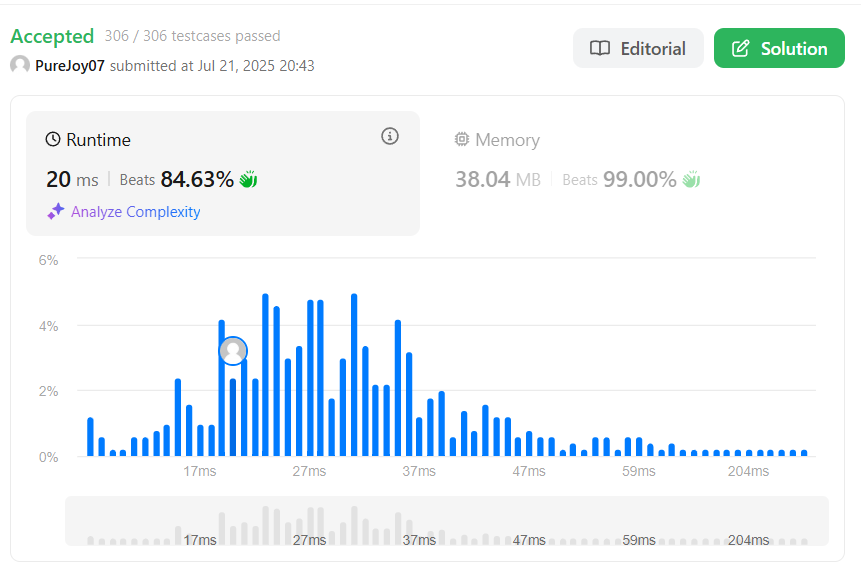 Accepted 306 / 306 testcases passed
PureJoy07 submitted at Jul 21, 2025 20:43
Editorial
Solution
Runtime
20 ms | Beats 84.63%
Analyze Complexity
Memory
38.04 MB | Beats 99.00%
6%
4%
2%
0%
17ms 27ms 37ms 47ms 59ms 204ms
17ms 27ms 37ms 47ms 59ms 204ms